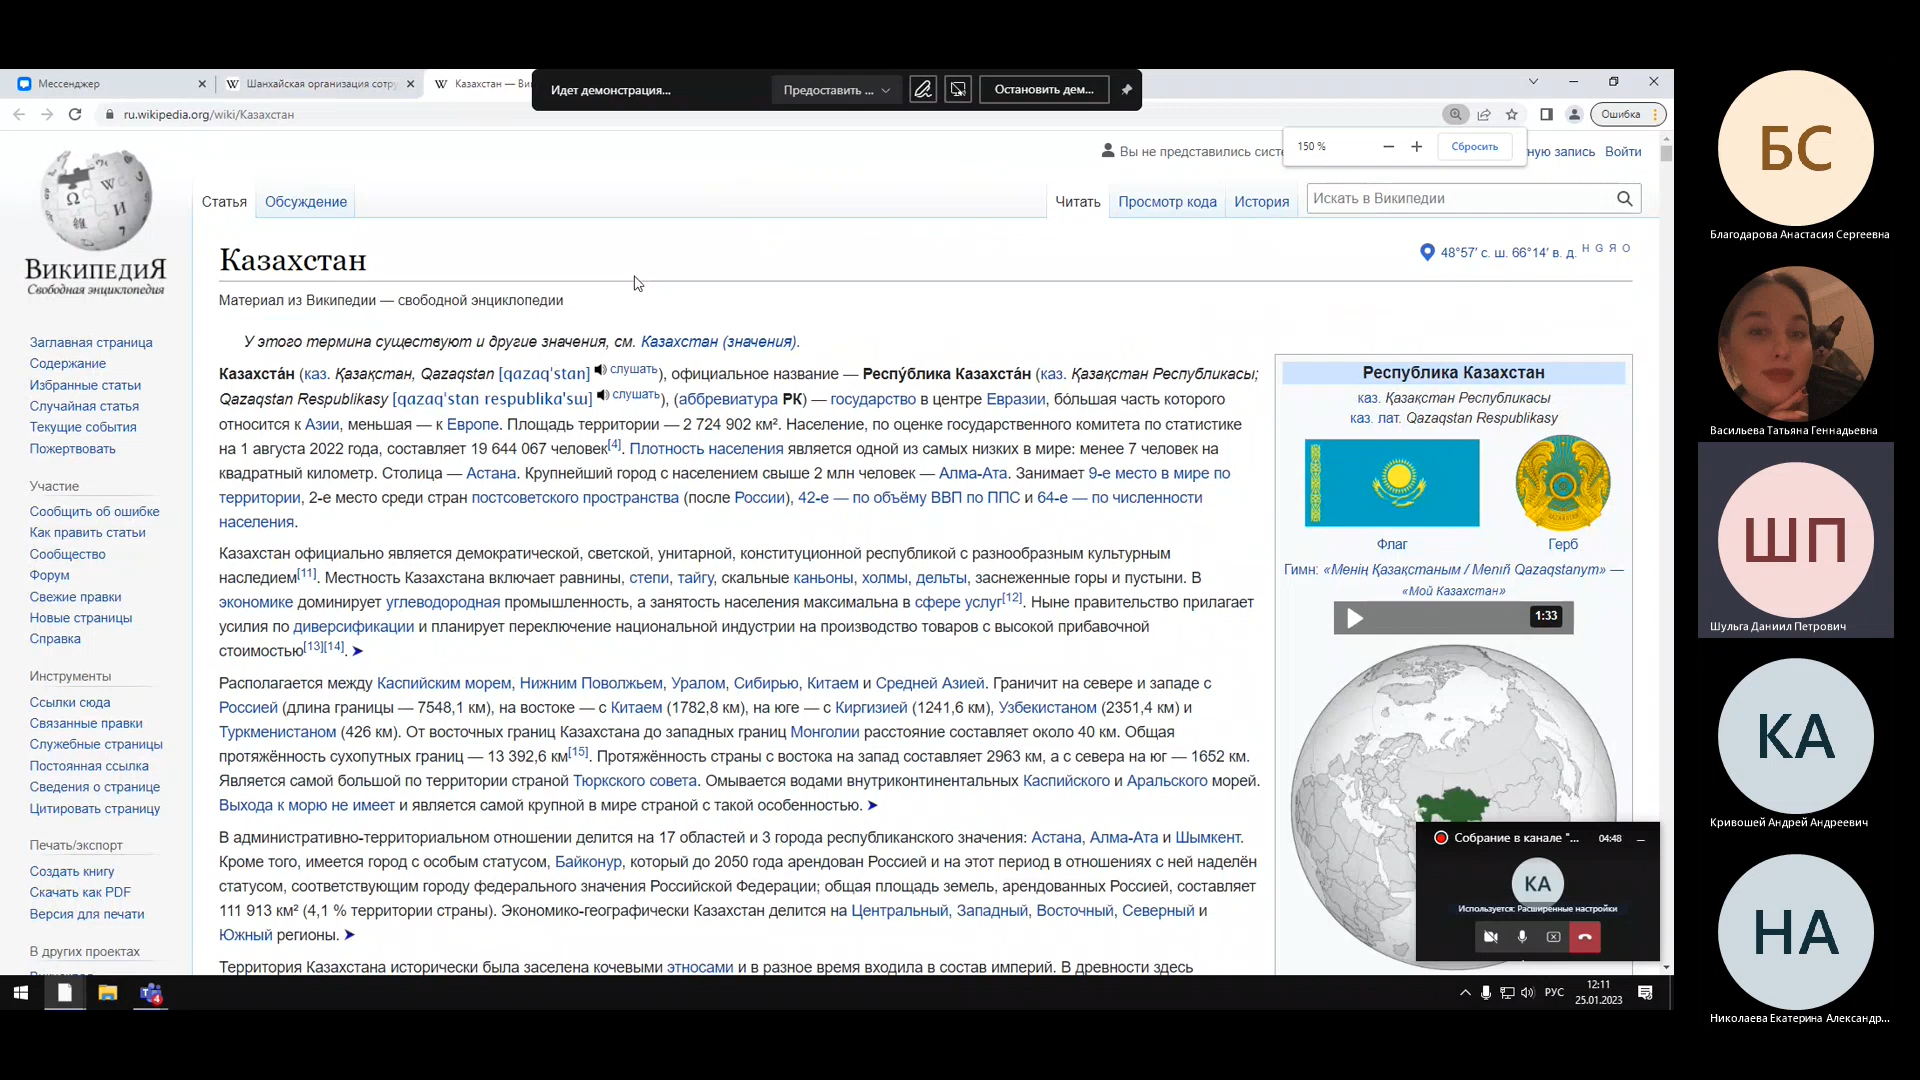 Мессенджер
Шанхайская организация сотру
Казахстан — Ви
Идет демонстрация...
Предоставить ...
Остановить дем...
ru.wikipedia.org/wiki/Казахстан
Ошибка
150 %
Сбросить
Вы не представились систе
ную запись
Войти
Статья
Обсуждение
Читать
Просмотр кода
История
Искать в Википедии
ВикипедиЯ
Свободная энциклопедия
Заглавная страница
Содержание
Избранные статьи
Случайная статья
Текущие события
Пожертвовать
Участие
Сообщить об ошибке
Как править статьи
Сообщество
Форум
Свежие правки
Новые страницы
Справка
Инструменты
Ссылки сюда
Связанные правки
Служебные страницы
Постоянная ссылка
Сведения о странице
Цитировать страницу
Печать/экспорт
Создать книгу
Скачать как PDF
Версия для печати
В других проектах
Казахстан
48°57′ с. ш. 66°14′ в. д. H G Я O
Материал из Википедии — свободной энциклопедии
У этого термина существуют и другие значения, см. Казахстан (значения).
Казахста́н (каз. Қазақстан, Qazaqstan [qɑzɑqˈstɑn] слушать), официальное название — Респу́блика Казахста́н (каз. Қазақстан Республикасы;
Qazaqstan Respublikasy [qɑzɑqˈstɑn respublikɑˈsɯ] слушать), (аббревиатура РК) — государство в центре Евразии, бо́льшая часть которого
относится к Азии, меньшая — к Европе. Площадь территории — 2 724 902 км². Население, по оценке государственного комитета по статистике
на 1 августа 2022 года, составляет 19 644 067 человек[4]. Плотность населения является одной из самых низких в мире: менее 7 человек на
квадратный километр. Столица — Астана. Крупнейший город с населением свыше 2 млн человек — Алма-Ата. Занимает 9-е место в мире по
территории, 2-е место среди стран постсоветского пространства (после России), 42-е — по объёму ВВП по ППС и 64-е — по численности
населения.
Казахстан официально является демократической, светской, унитарной, конституционной республикой с разнообразным культурным
наследием[11]. Местность Казахстана включает равнины, степи, тайгу, скальные каньоны, холмы, дельты, заснеженные горы и пустыни. В
экономике доминирует углеводородная промышленность, а занятость населения максимальна в сфере услуг[12]. Ныне правительство прилагает
усилия по диверсификации и планирует переключение национальной индустрии на производство товаров с высокой прибавочной
стоимостью[13][14]. ➤
Располагается между Каспийским морем, Нижним Поволжьем, Уралом, Сибирью, Китаем и Средней Азией. Граничит на севере и западе с
Россией (длина границы — 7548,1 км), на востоке — с Китаем (1782,8 км), на юге — с Киргизией (1241,6 км), Узбекистаном (2351,4 км) и
Туркменистаном (426 км). От восточных границ Казахстана до западных границ Монголии расстояние составляет около 40 км. Общая
протяжённость сухопутных границ — 13 392,6 км[15]. Протяжённость страны с востока на запад составляет 2963 км, а с севера на юг — 1652 км.
Является самой большой по территории страной Тюркского совета. Омывается водами внутриконтинентальных Каспийского и Аральского морей.
Выхода к морю не имеет и является самой крупной в мире страной с такой особенностью. ➤
В административно-территориальном отношении делится на 17 областей и 3 города республиканского значения: Астана, Алма-Ата и Шымкент.
Кроме того, имеется город с особым статусом, Байконур, который до 2050 года арендован Россией и на этот период в отношениях с ней наделён
статусом, соответствующим городу федерального значения Российской Федерации; общая площадь земель, арендованных Россией, составляет
111 913 км² (4,1 % территории страны). Экономико-географически Казахстан делится на Центральный, Западный, Восточный, Северный и
Южный регионы. ➤
Территория Казахстана исторически была заселена кочевыми этносами и в разное время входила в состав империй. В древности здесь
Республика Казахстан
каз. Қазақстан Республикасы
каз. лат. Qazaqstan Respublikasy
Флаг
Герб
Гимн: «Менің Қазақстаным / Menıñ Qazaqstanym» —
«Мой Казахстан»
1:33
Собрание в канале "...
04:48
КА
Используется: Расширенные настройки
РУС
12:11
25.01.2023
4
БС
Благодарова Анастасия Сергеевна
Васильева Татьяна Геннадьевна
ШП
Шульга Даниил Петрович
КА
Кривошей Андрей Андреевич
НА
Николаева Екатерина Александр...